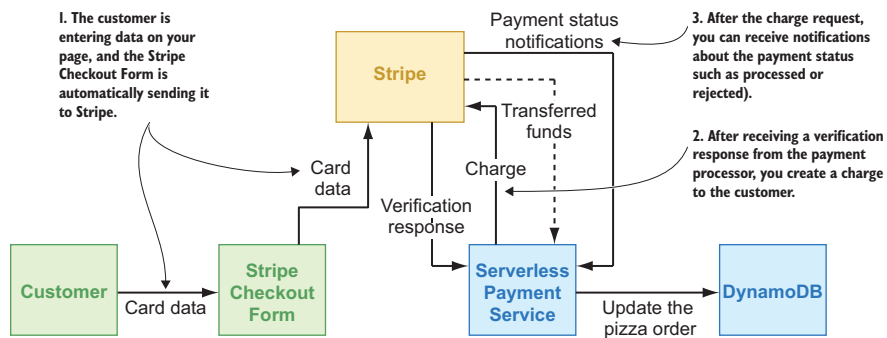 1. The customer is
entering data on your
page, and the Stripe
Checkout Form is
automatically sending it
to Stripe.
Payment status
notifications
3. After the charge request,
you can receive notifications
about the payment status
such as processed or
rejected).
Stripe
Transferred
funds
Card
data
Charge
2. After receiving a verification
response from the payment
processor, you create a charge
to the customer.
Verification
response
Customer
Card data
Stripe
Checkout
Form
Serverless
Payment
Service
Update the
pizza order
DynamoDB